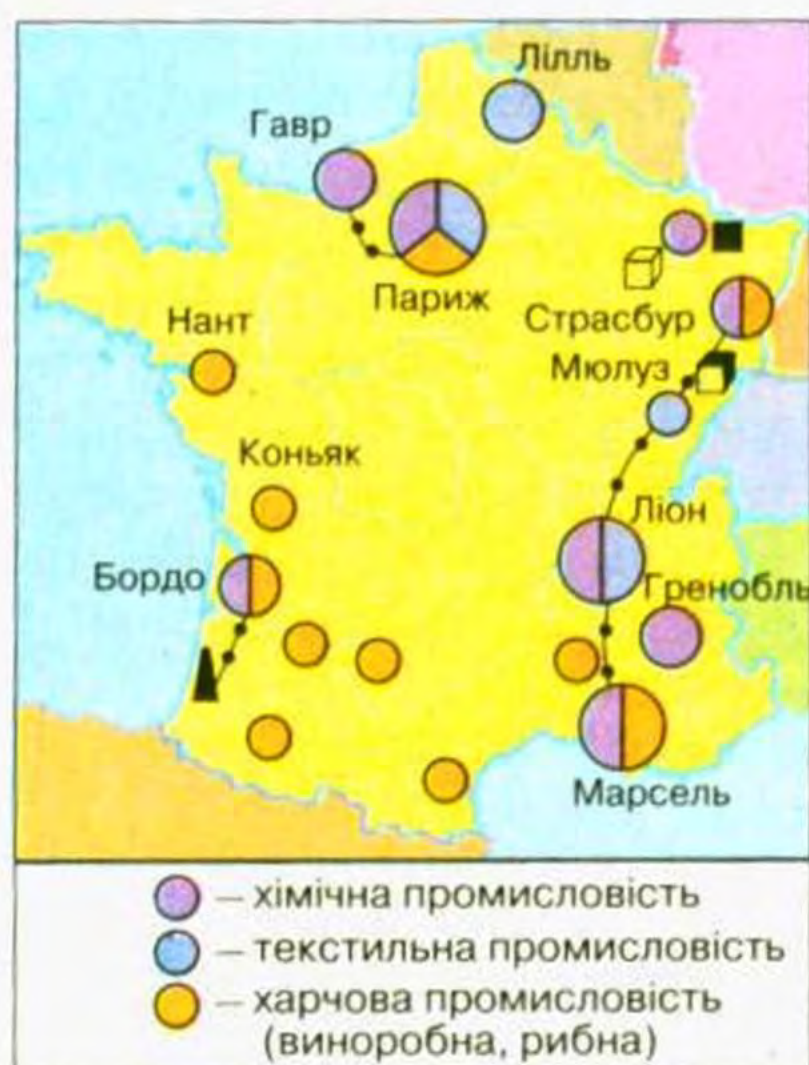 Лілль
Гавр
Париж
Нант
Страсбур
Мюлуз
Коньяк
Ліон
Бордо
Гренобль
Марсель
– хімічна промисловість
– текстильна промисловість
– харчова промисловість
(виноробна, рибна)